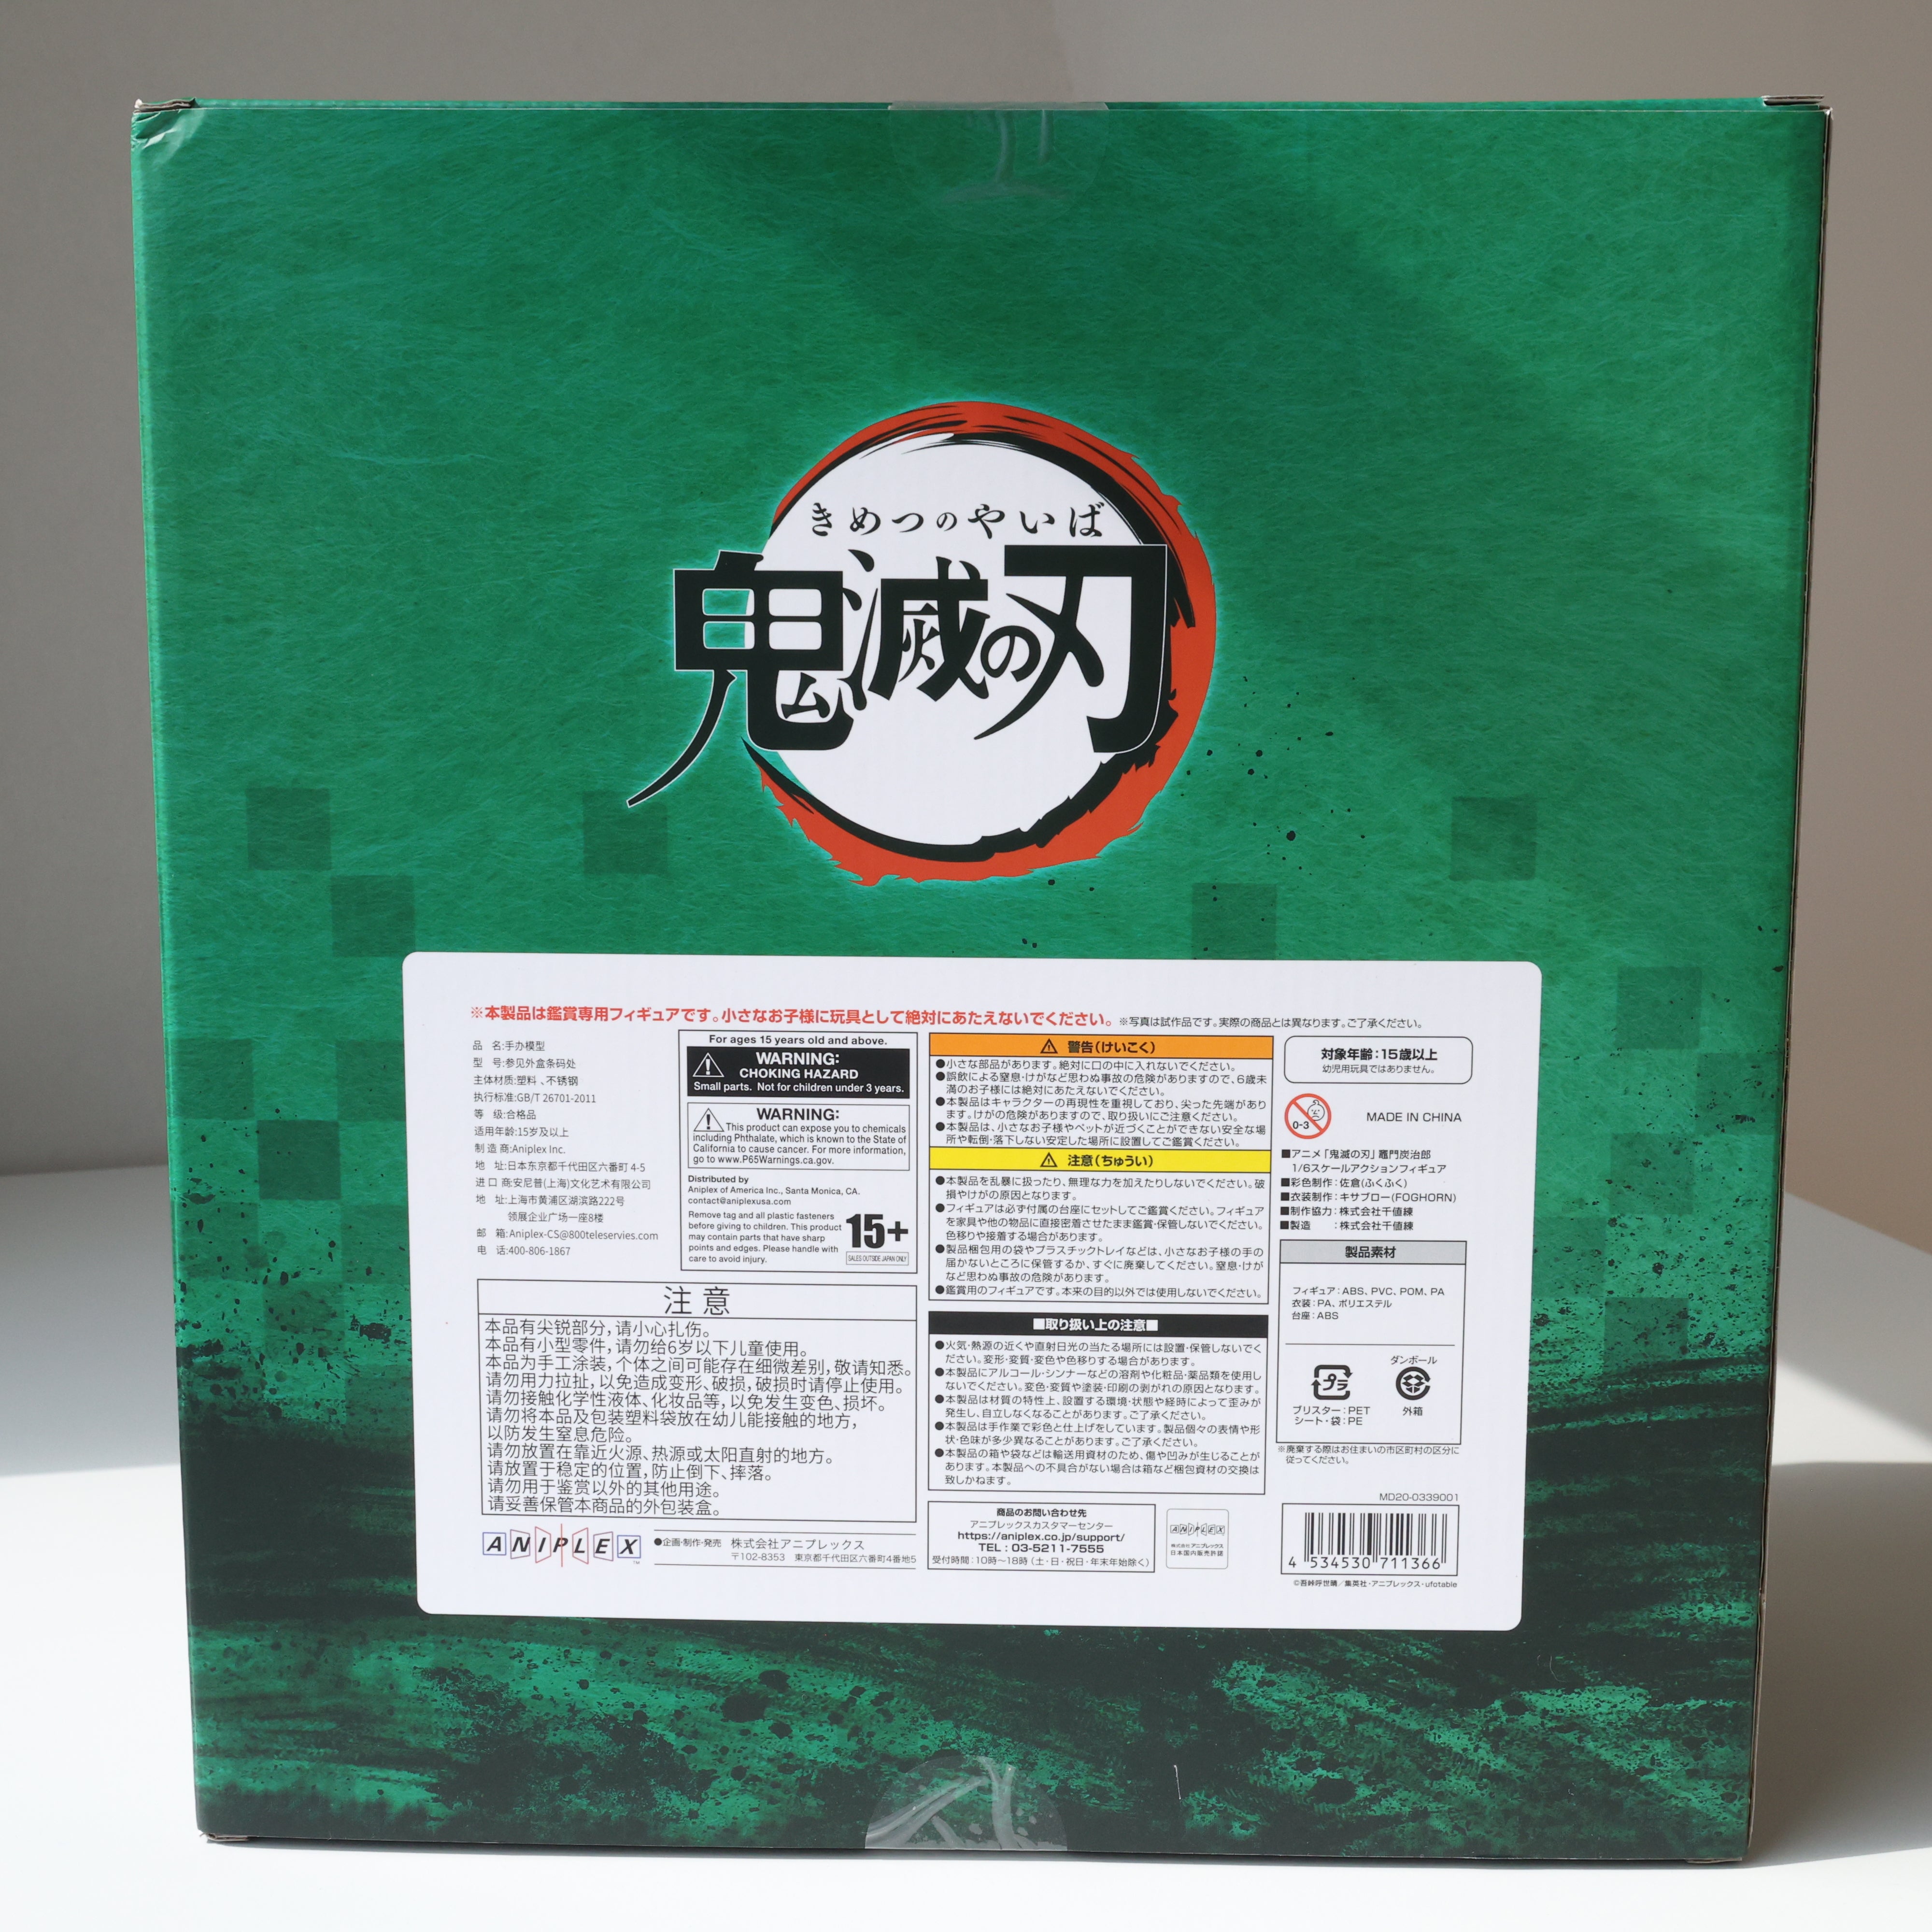 きめつのやいば
鬼滅の刃
※本製品は鑑賞専用フィギュアです。小さなお子様に玩具として絶対にあたえないでください。 ※写真は試作品です。実際の商品とは異なります。ご了承ください。
品 名:手办模型
型 号:参见外盒条码处
主体材质:塑料、不锈钢
执行标准:GB/T 26701-2011
等 级:合格品
适用年龄:15岁及以上
制 造 商:Aniplex Inc.
地 址:日本东京都千代田区六番町 4-5
进 口 商:安尼普(上海)文化艺术有限公司
地 址:上海市黄浦区湖滨路222号
领展企业广场一座8楼
邮 箱:Aniplex-CS@800teleservies.com
电 话:400-806-1867
For ages 15 years old and above.
WARNING:
CHOKING HAZARD
Small parts. Not for children under 3 years.
WARNING:
This product can expose you to chemicals
including Phthalate, which is known to the State of
California to cause cancer. For more information,
go to www.P65Warnings.ca.gov.
Distributed by
Aniplex of America Inc., Santa Monica, CA.
contact@aniplexusa.com
Remove tag and all plastic fasteners
before giving to children. This product
may contain parts that have sharp
points and edges. Please handle with
care to avoid injury.
15+
SALES OUTSIDE JAPAN ONLY
注意
本品有尖锐部分,请小心扎伤。
本品有小型零件,请勿给6岁以下儿童使用。
本品为手工涂装,个体之间可能存在细微差别,敬请知悉。
请勿用力拉扯,以免造成变形、破损,破损时请停止使用。
请勿接触化学性液体、化妆品等,以免发生变色、损坏。
请勿将本品及包装塑料袋放在幼儿能接触的地方,
以防发生窒息危险。
请勿放置在靠近火源、热源或太阳直射的地方。
请放置于稳定的位置,防止倒下、摔落。
请勿用于鉴赏以外的其他用途。
请妥善保管本商品的外包装盒。
ANIPLEX
●企画・制作・発売 株式会社アニプレックス
〒102-8353 東京都千代田区六番町4番地5
警告(けいこく)
●小さな部品があります。絶対に口の中に入れないでください。
●誤飲による窒息・けがなど思わぬ事故の危険がありますので、6歳未
満のお子様には絶対にあたえないでください。
●本製品はキャラクターの再現性を重視しており、尖った先端があり
ます。けがの危険がありますので、取り扱いにご注意ください。
●本製品は、小さなお子様やペットが近づくことができない安全な場
所や転倒・落下しない安定した場所に設置してご鑑賞ください。
注意(ちゅうい)
●本製品を乱暴に扱ったり、無理な力を加えたりしないでください。破
損やけがの原因となります。
●フィギュアは必ず付属の台座にセットしてご鑑賞ください。フィギュア
を家具や他の物品に直接密着させたまま鑑賞・保管しないでください。
色移りや接着する場合があります。
●製品梱包用の袋やプラスチックトレイなどは、小さなお子様の手の
届かないところに保管するか、すぐに廃棄してください。窒息・けが
など思わぬ事故の危険があります。
●鑑賞用のフィギュアです。本来の目的以外では使用しないでください。
■取り扱い上の注意■
●火気・熱源の近くや直射日光の当たる場所には設置・保管しないでく
ださい。変形・変質・変色や色移りする場合があります。
●本製品にアルコール・シンナーなどの溶剤や化粧品・薬品類を使用し
ないでください。変色・変質や塗装・印刷の剥がれの原因となります。
●本製品は材質の特性上、設置する環境・状態や経時によって歪みが
発生し、自立しなくなることがあります。ご了承ください。
●本製品は手作業で彩色と仕上げをしています。製品個々の表情や形
状・色味が多少異なることがあります。ご了承ください。
●本製品の箱や袋などは輸送用資材のため、傷や凹みが生じることが
あります。本製品への不具合がない場合は箱など梱包資材の交換は
致しかねます。
商品のお問い合わせ先
アニプレックスカスタマーセンター
https://aniplex.co.jp/support/
TEL : 03-5211-7555
受付時間:10時〜18時(土・日・祝日・年末年始除く)
ANIPLEX
株式会社アニプレックス
日本国内販売許諾
対象年齢:15歳以上
幼児用玩具ではありません。
0-3
MADE IN CHINA
■アニメ「鬼滅の刃」竈門炭治郎
1/6スケールアクションフィギュア
■彩色制作:佐倉(ふくふく)
■衣装制作:キサブロー(FOGHORN)
■制作協力:株式会社千値練
■製造 :株式会社千値練
製品素材
フィギュア:ABS、PVC、POM、PA
衣装:PA、ポリエステル
台座:ABS
ダンボール
プラ
ブリスター:PET
シート・袋:PE
外箱
※廃棄する際はお住まいの市区町村の区分に
従ってください。
MD20-0339001
4 534530 711366
©吾峠呼世晴/集英社・アニプレックス・ufotable